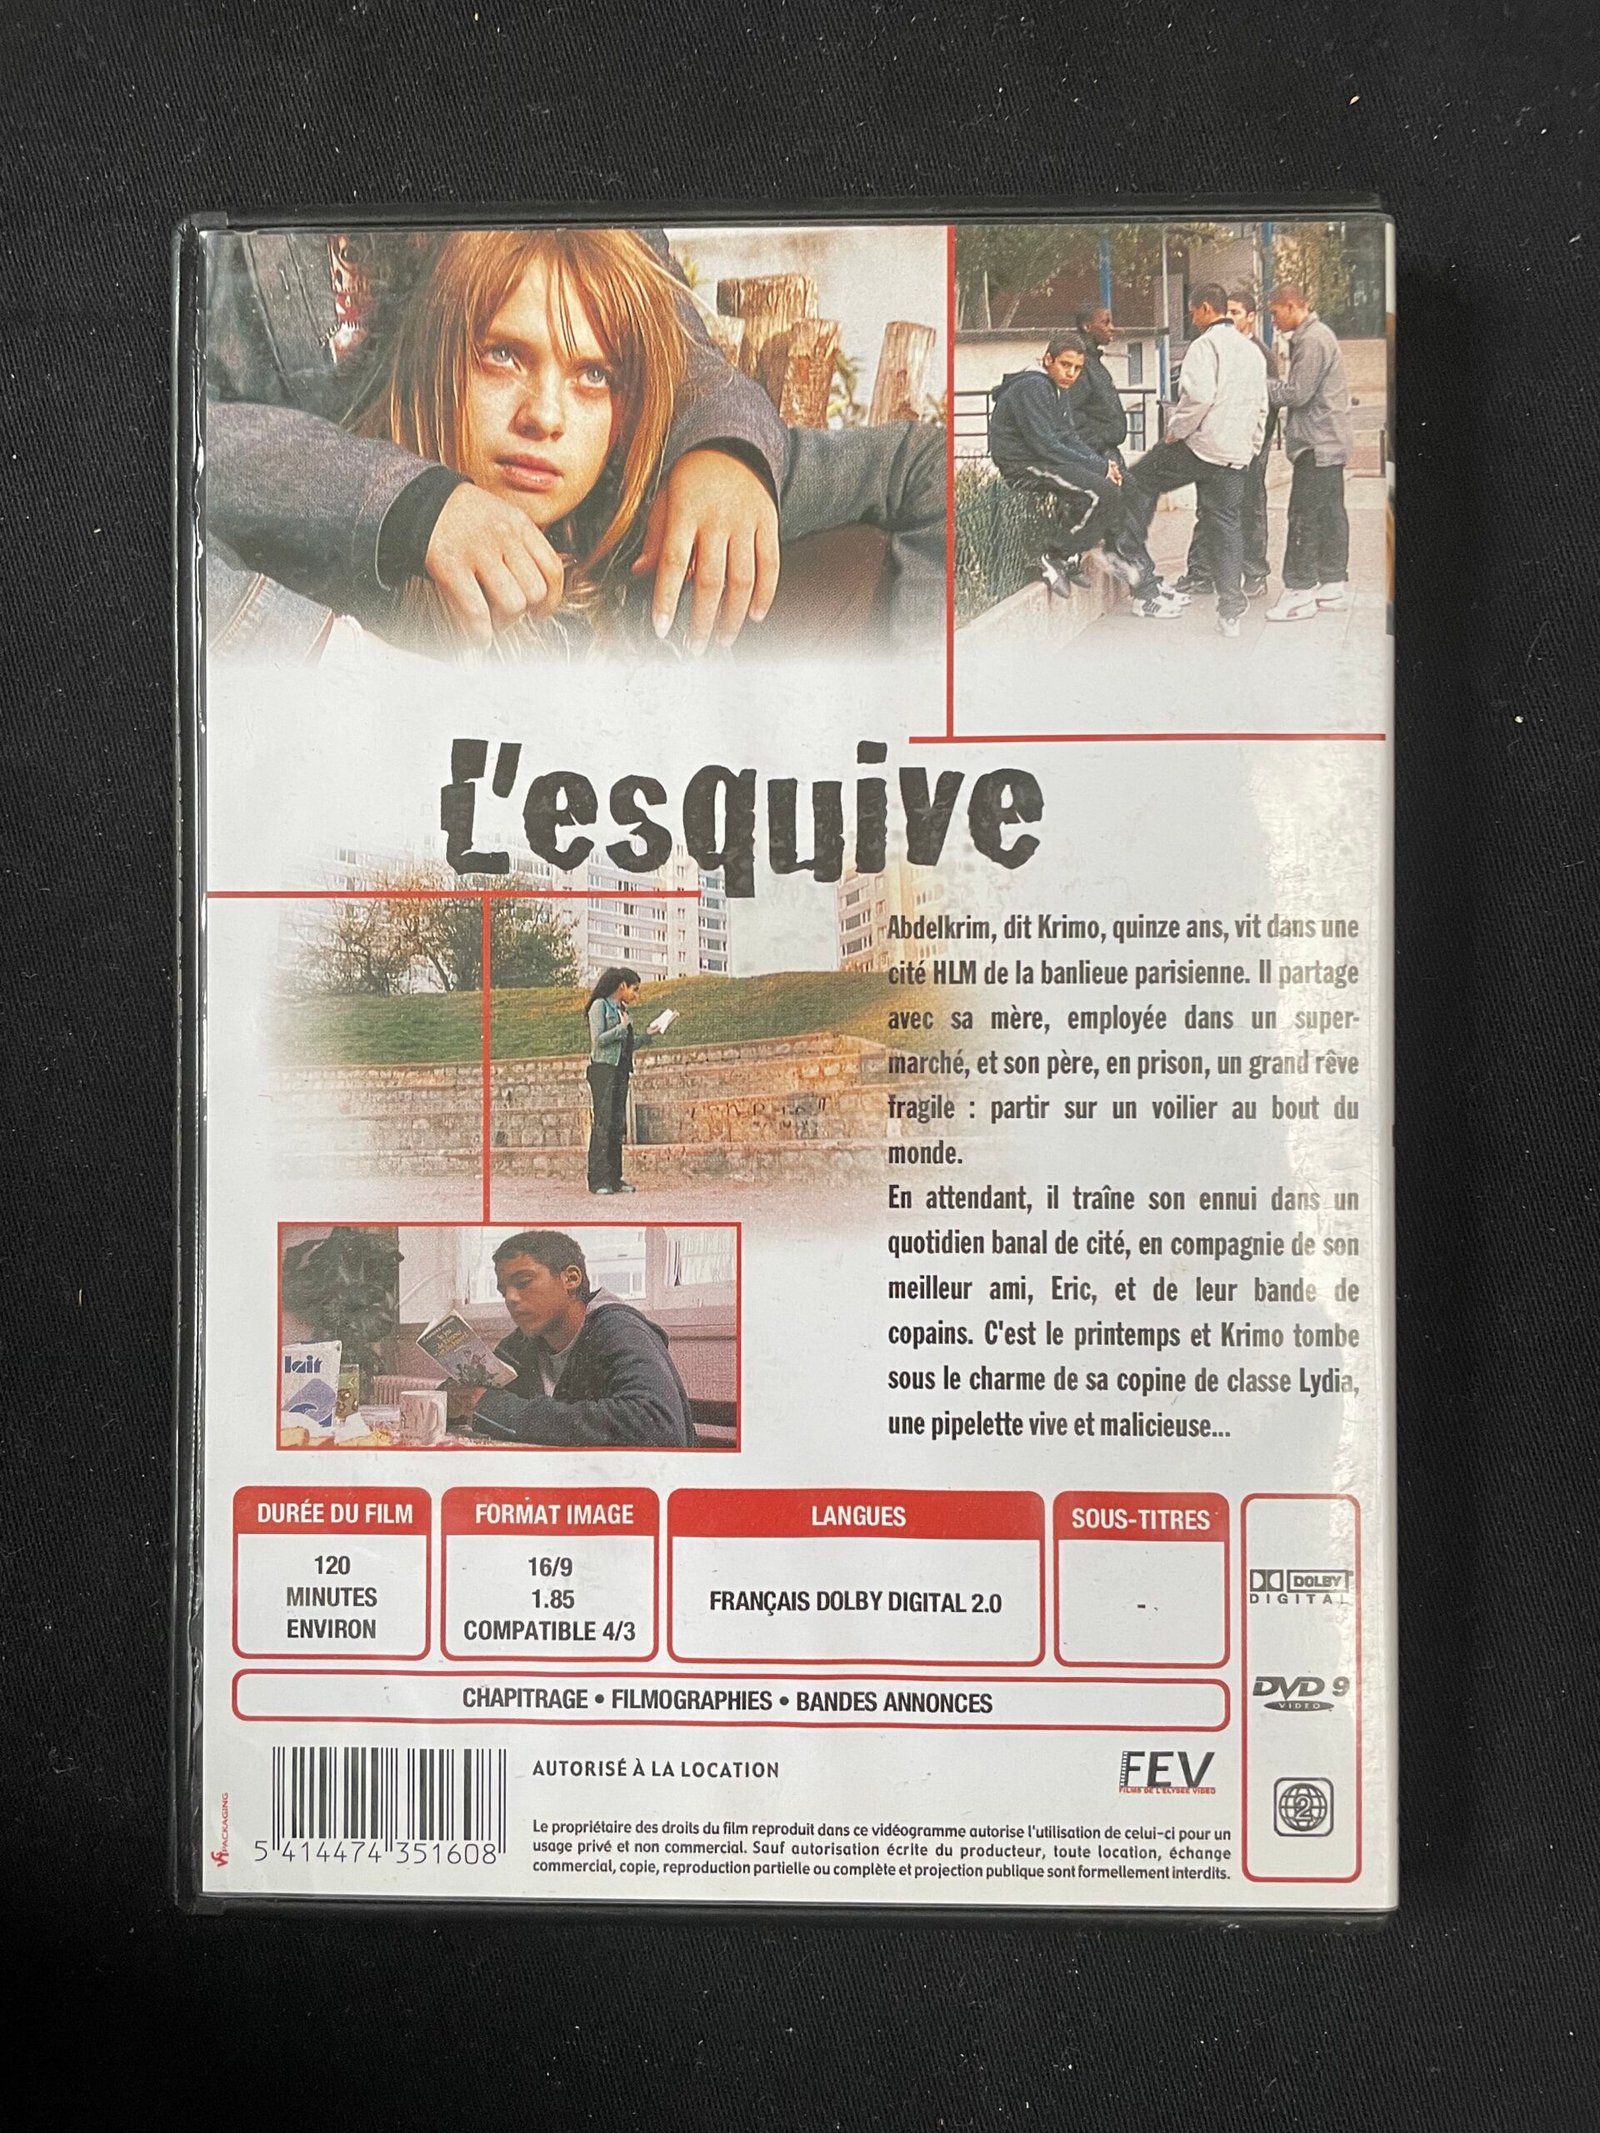 L'esquive
Abdelkrim, dit Krimo, quinze ans, vit dans une
cité HLM de la banlieue parisienne. Il partage
avec sa mère, employée dans un super-
marché, et son père, en prison, un grand rêve
fragile : partir sur un voilier au bout du
monde.
En attendant, il traîne son ennui dans un
quotidien banal de cité, en compagnie de son
meilleur ami, Eric, et de leur bande de
copains. C'est le printemps et Krimo tombe
sous le charme de sa copine de classe Lydia,
une pipelette vive et malicieuse...
lait
DURÉE DU FILM
120
MINUTES
ENVIRON
FORMAT IMAGE
16/9
1.85
COMPATIBLE 4/3
LANGUES
FRANÇAIS DOLBY DIGITAL 2.0
SOUS-TITRES
-
DOLBY
DIGITAL
DVD 9
VIDEO
2
CHAPITRAGE • FILMOGRAPHIES • BANDES ANNONCES
AUTORISÉ À LA LOCATION
FEV
FILMS DE L'ELYSEE VIDEO
Le propriétaire des droits du film reproduit dans ce vidéogramme autorise l'utilisation de celui-ci pour un
usage privé et non commercial. Sauf autorisation écrite du producteur, toute location, échange
commercial, copie, reproduction partielle ou complète et projection publique sont formellement interdits.
5 414474 351608
PACKAGING